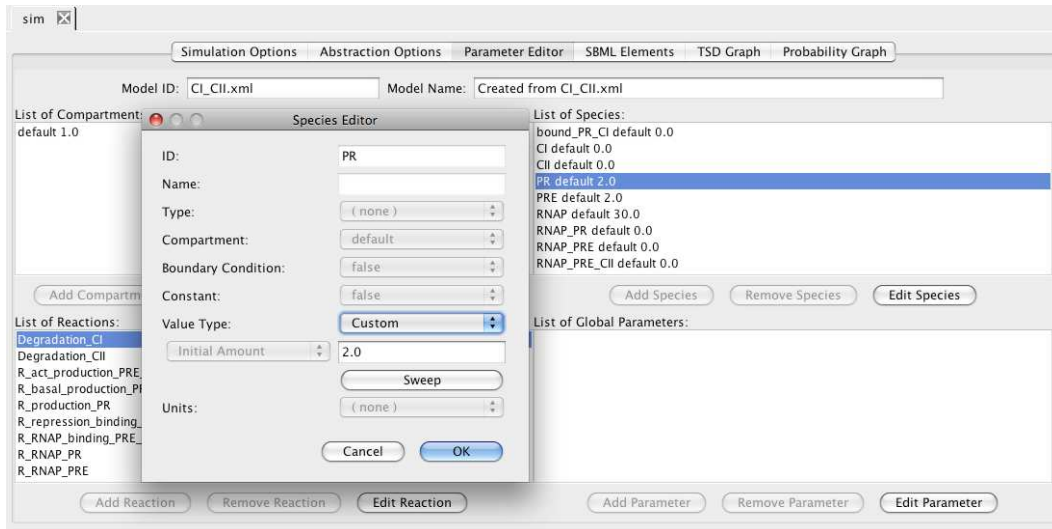 sim
Simulation Options Abstraction Options Parameter Editor SBML Elements TSD Graph Probability Graph
Model ID: CI_CII.xml Model Name: Created from CI_CII.xml
List of Compartment
default 1.0
Species Editor
ID: PR
Name:
Type: (none)
Compartment: default
Boundary Condition: false
Constant: false
Value Type: Custom
Initial Amount 2.0
Sweep
Units: (none)
Cancel OK
List of Species:
bound_PR_CI default 0.0
CI default 0.0
CII default 0.0
PR default 2.0
PRE default 2.0
RNAP default 30.0
RNAP_PR default 0.0
RNAP_PRE default 0.0
RNAP_PRE_CII default 0.0
Add Compartm
Add Species Remove Species Edit Species
List of Reactions:
Degradation_CI
Degradation_CII
R_act_production_PRE_
R_basal_production_PI
R_production_PR
R_repression_binding_
R_RNAP_binding_PRE_
R_RNAP_PR
R_RNAP_PRE
List of Global Parameters:
Add Reaction Remove Reaction Edit Reaction
Add Parameter Remove Parameter Edit Parameter